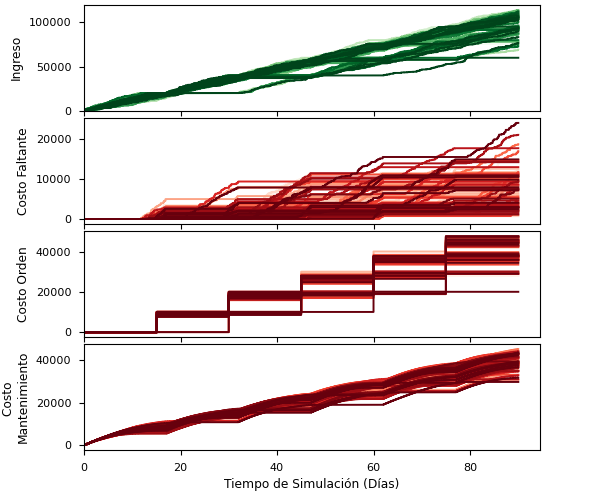 Ingreso
100000
50000
0
Costo Faltante
20000
10000
0
Costo Orden
40000
20000
0
Costo
Mantenimiento
40000
20000
0
0 20 40 60 80
Tiempo de Simulación (Días)